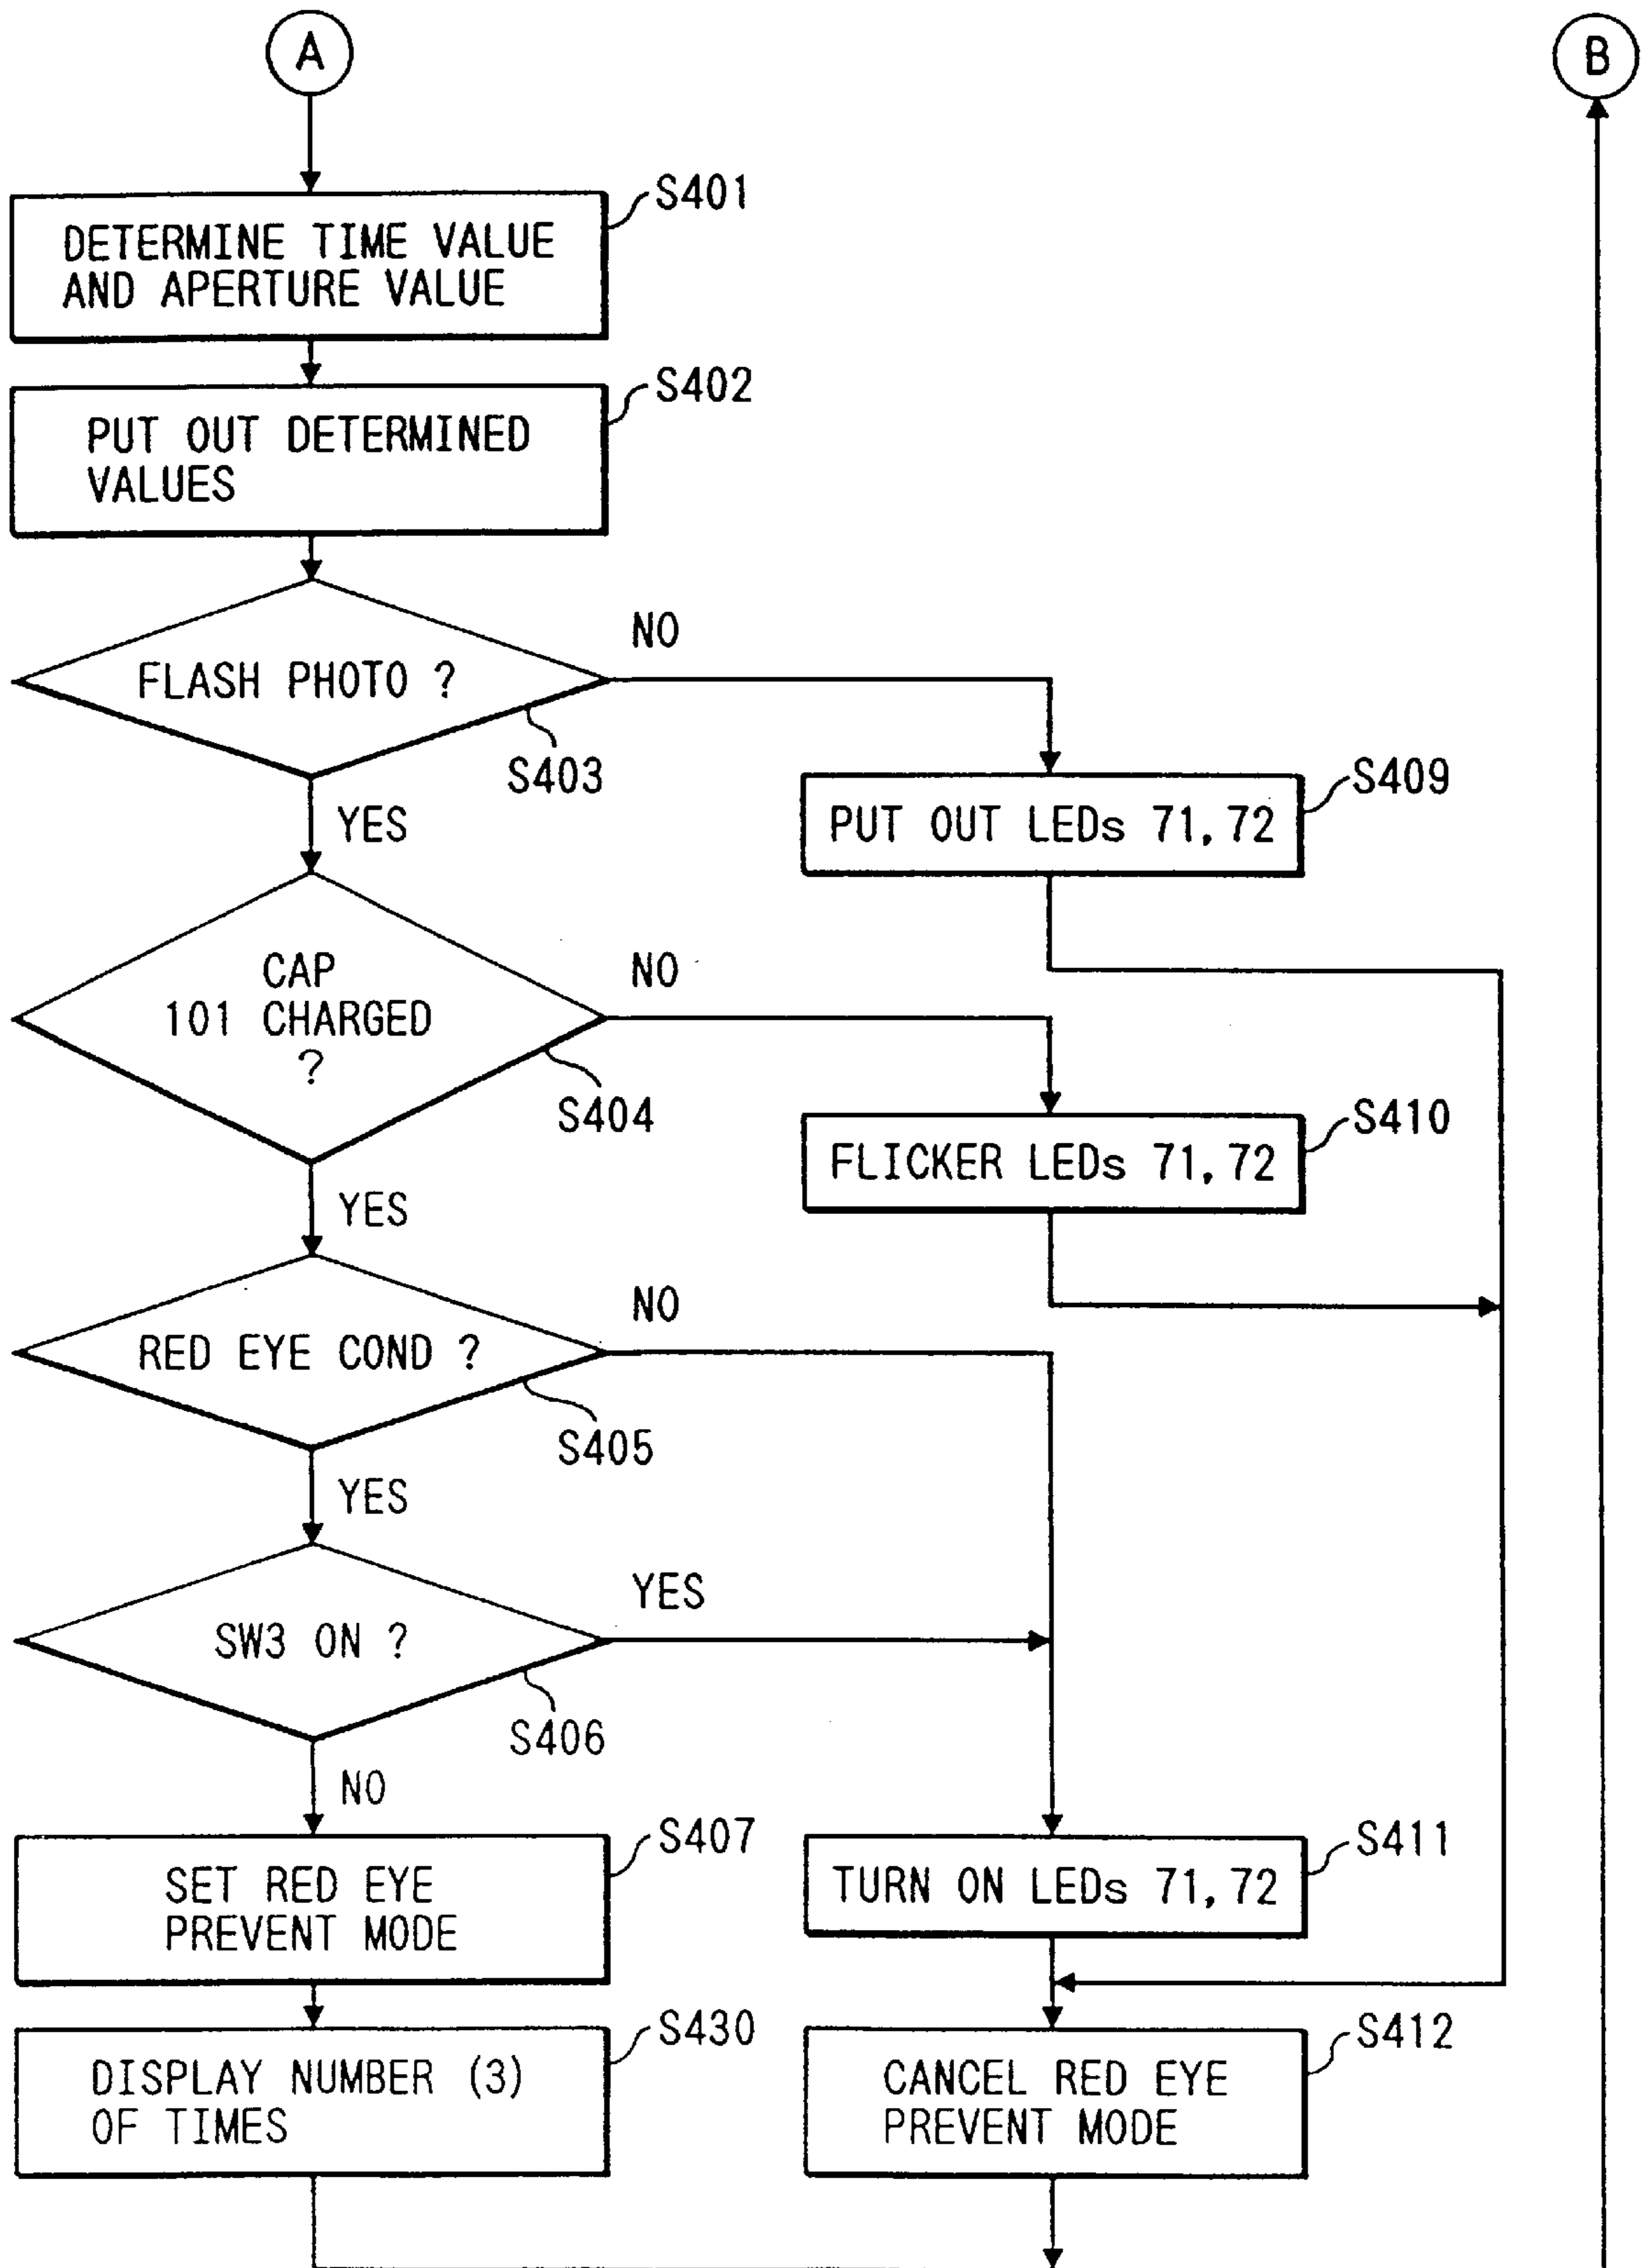 A
B
S401
DETERMINE TIME VALUE
AND APERTURE VALUE
S402
PUT OUT DETERMINED
VALUES
NO
FLASH PHOTO ?
S403
YES
S409
PUT OUT LEDs 71, 72
NO
CAP
101 CHARGED
?
S404
S410
FLICKER LEDs 71, 72
YES
NO
RED EYE COND ?
S405
YES
YES
SW3 ON ?
S406
NO
S407
SET RED EYE
PREVENT MODE
S411
TURN ON LEDs 71, 72
S430
DISPLAY NUMBER (3)
OF TIMES
S412
CANCEL RED EYE
PREVENT MODE